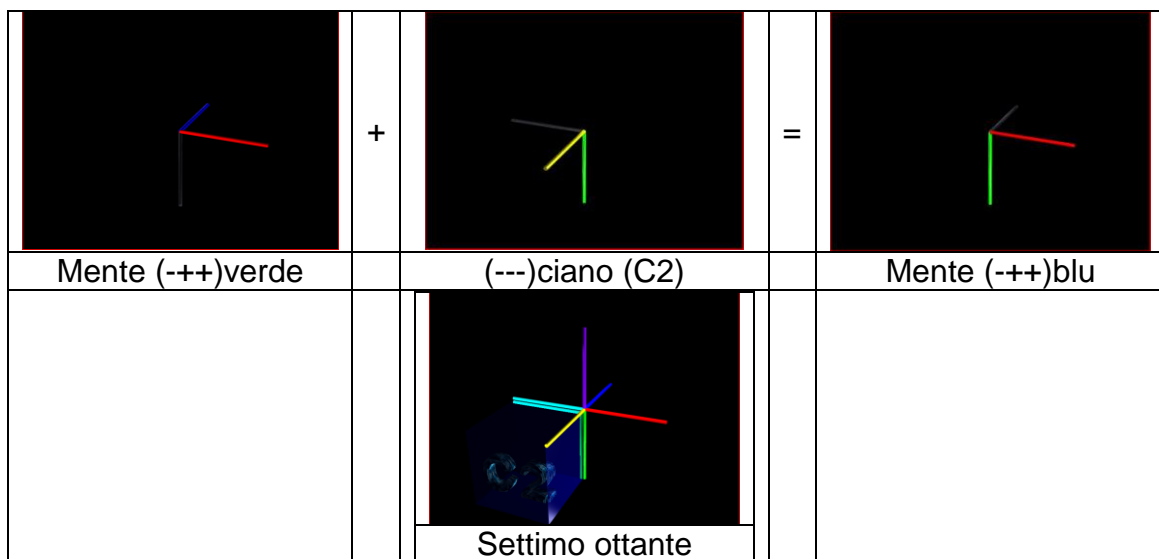 +
=
Mente (-++)verde
(---)ciano (C2)
Mente (-++)blu
C2
Settimo ottante